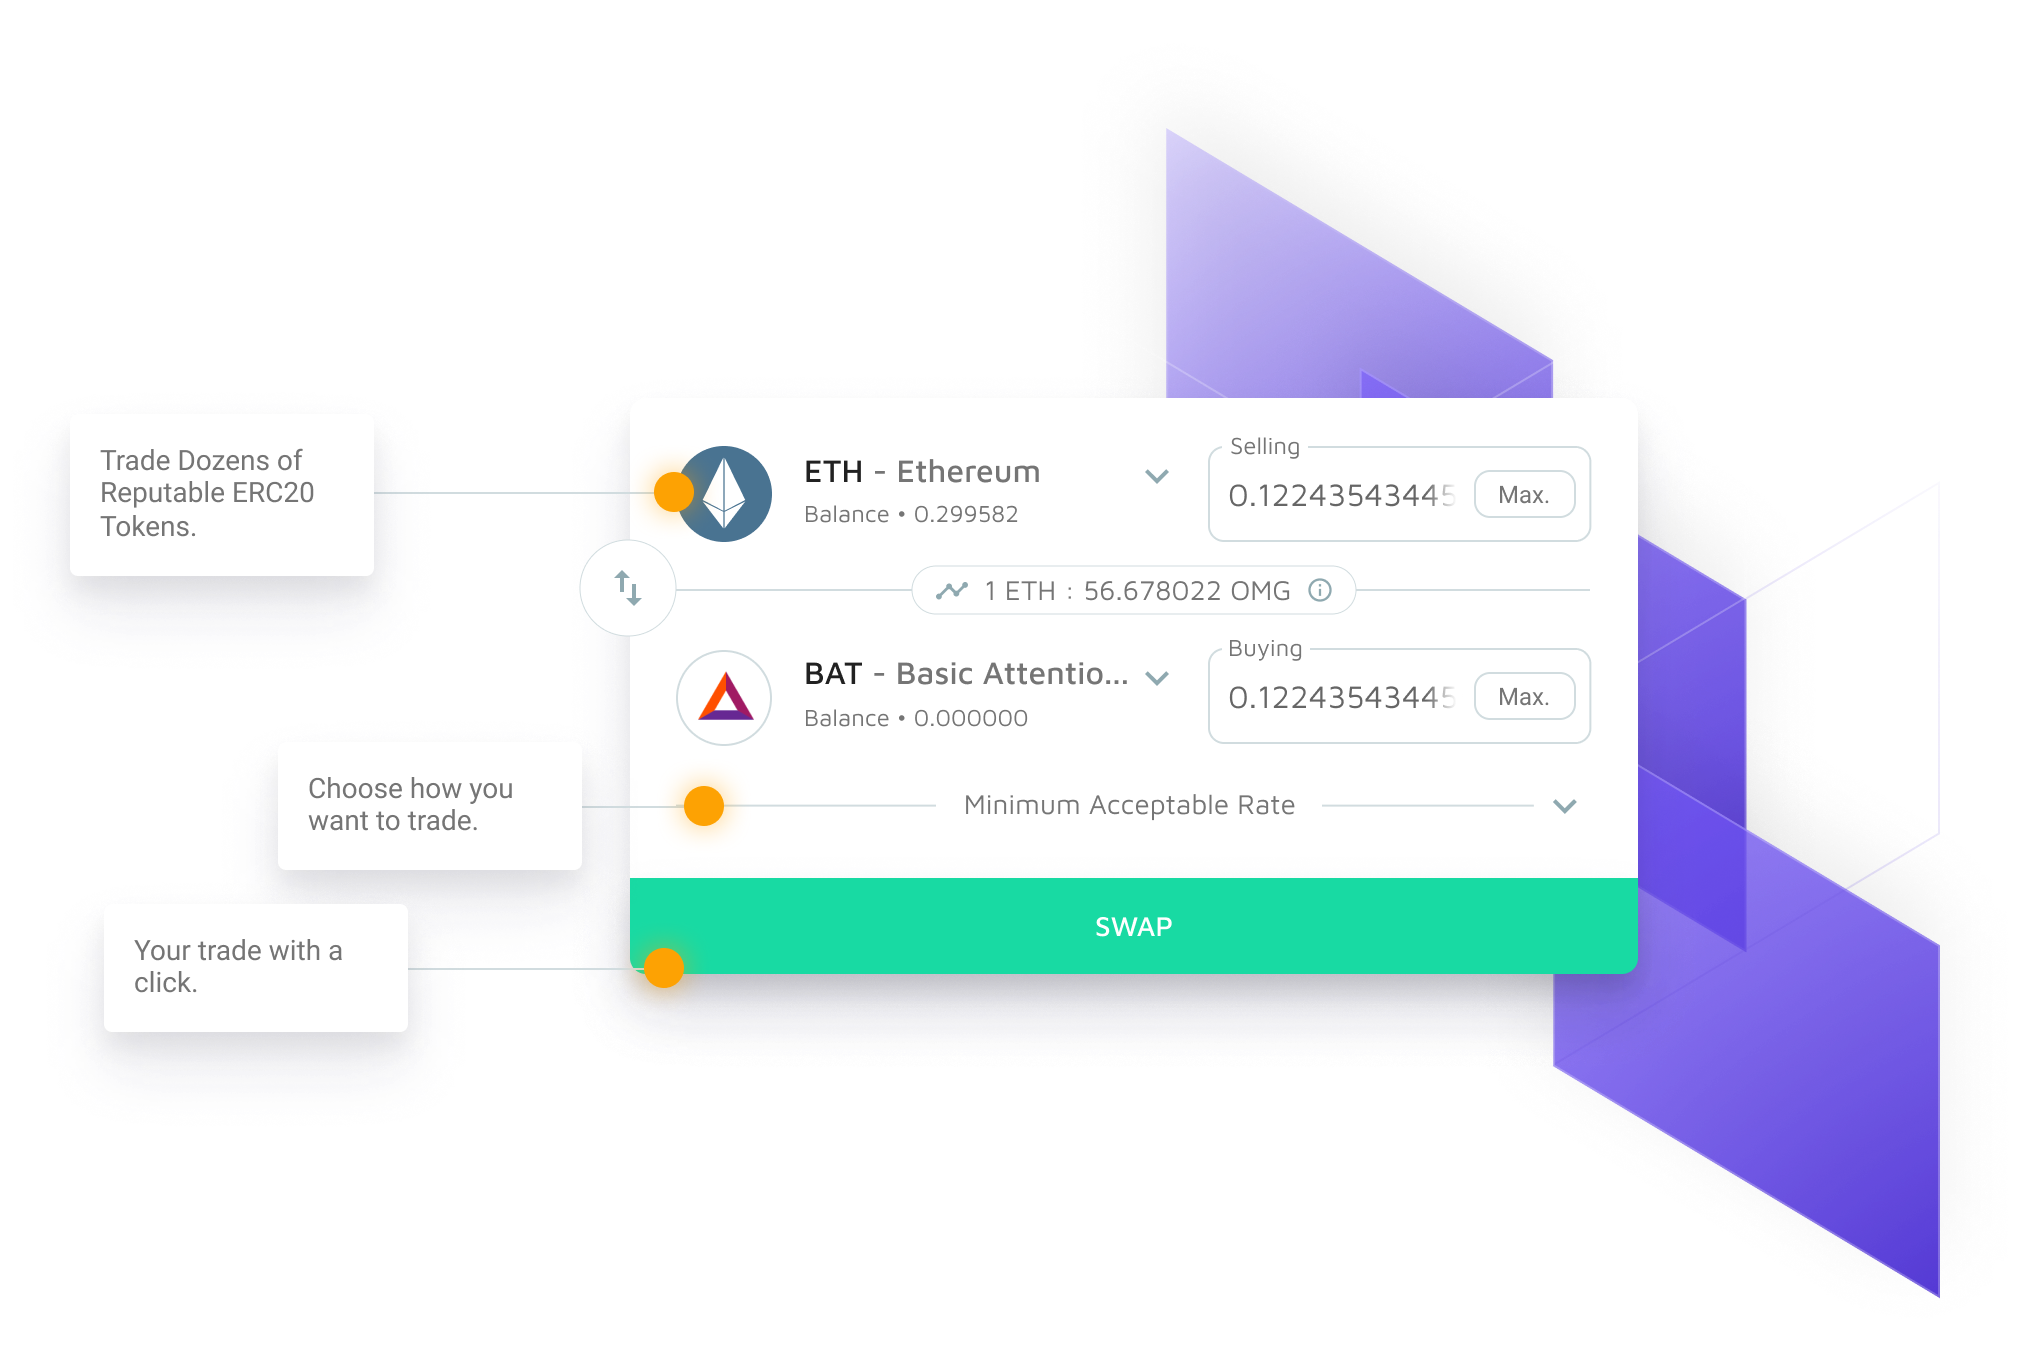 Trade Dozens of
Reputable ERC20
Tokens.
ETH - Ethereum
Balance • 0.299582
Selling
0.12243543445
Max.
1 ETH : 56.678022 OMG
BAT - Basic Attentio...
Balance • 0.000000
Buying
0.12243543445
Max.
Choose how you
want to trade.
Minimum Acceptable Rate
SWAP
Your trade with a
click.